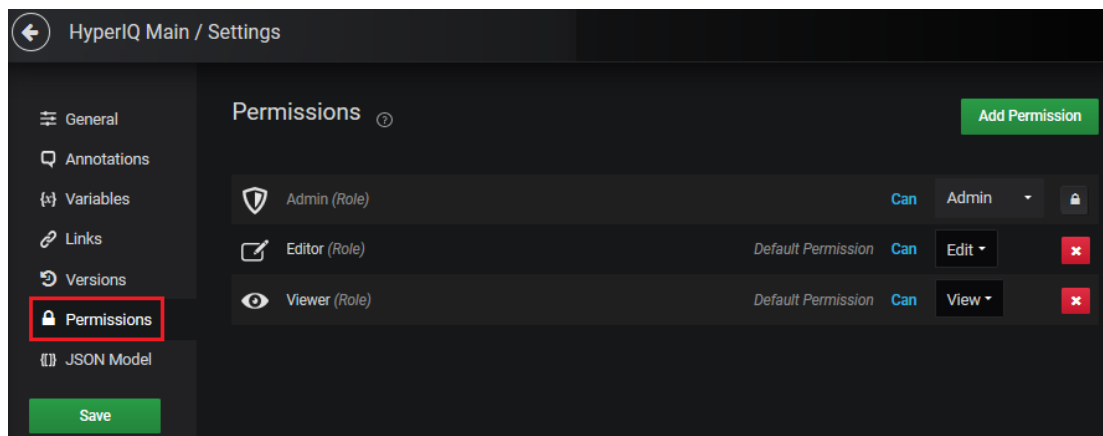 HyperIQ Main / Settings
General
Annotations
{x} Variables
Links
Versions
Permissions
{[]} JSON Model
Save
Permissions ?
Add Permission
Admin (Role) Can Admin
Editor (Role) Default Permission Can Edit
Viewer (Role) Default Permission Can View